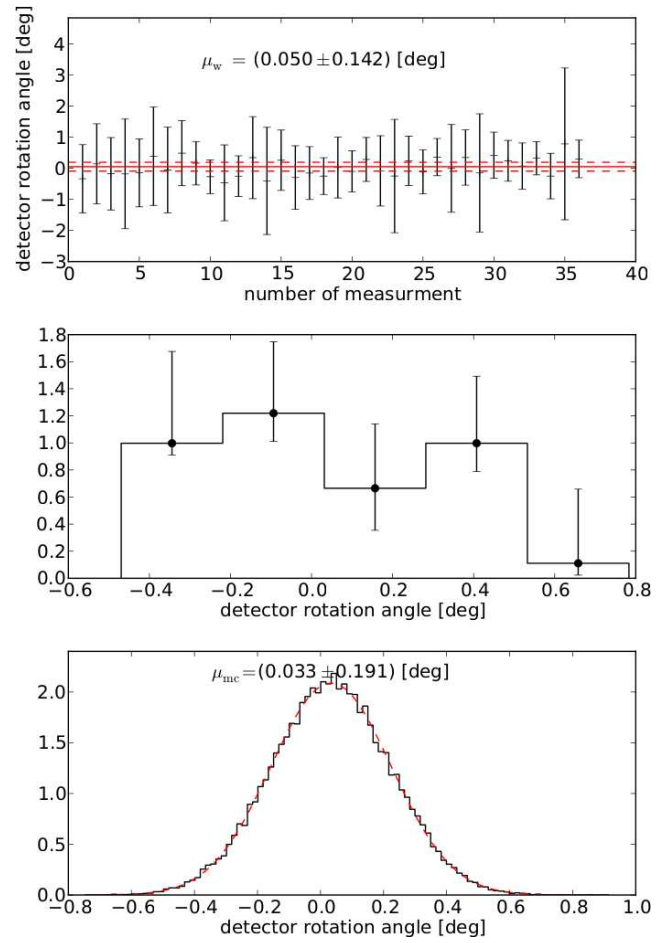 detector rotation angle [deg]
4
3
2
1
0
−1
−2
−3
μw = (0.050±0.142) [deg]
0 5 10 15 20 25 30 35 40
number of measurment
1.8
1.6
1.4
1.2
1.0
0.8
0.6
0.4
0.2
0.0
−0.6 −0.4 −0.2 0.0 0.2 0.4 0.6 0.8
detector rotation angle [deg]
μmc=(0.033±0.191) [deg]
2.0
1.5
1.0
0.5
0.0
−0.8 −0.6 −0.4 −0.2 0.0 0.2 0.4 0.6 0.8 1.0
detector rotation angle [deg]